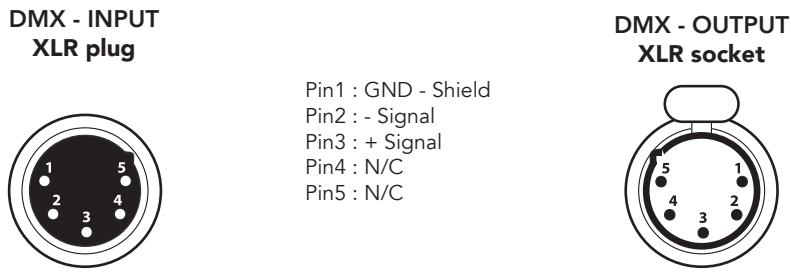 DMX - INPUT
XLR plug
DMX - OUTPUT
XLR socket
Pin1 : GND - Shield
Pin2 : - Signal
Pin3 : + Signal
Pin4 : N/C
Pin5 : N/C
1 5
2 4
3
5 1
4 2
3